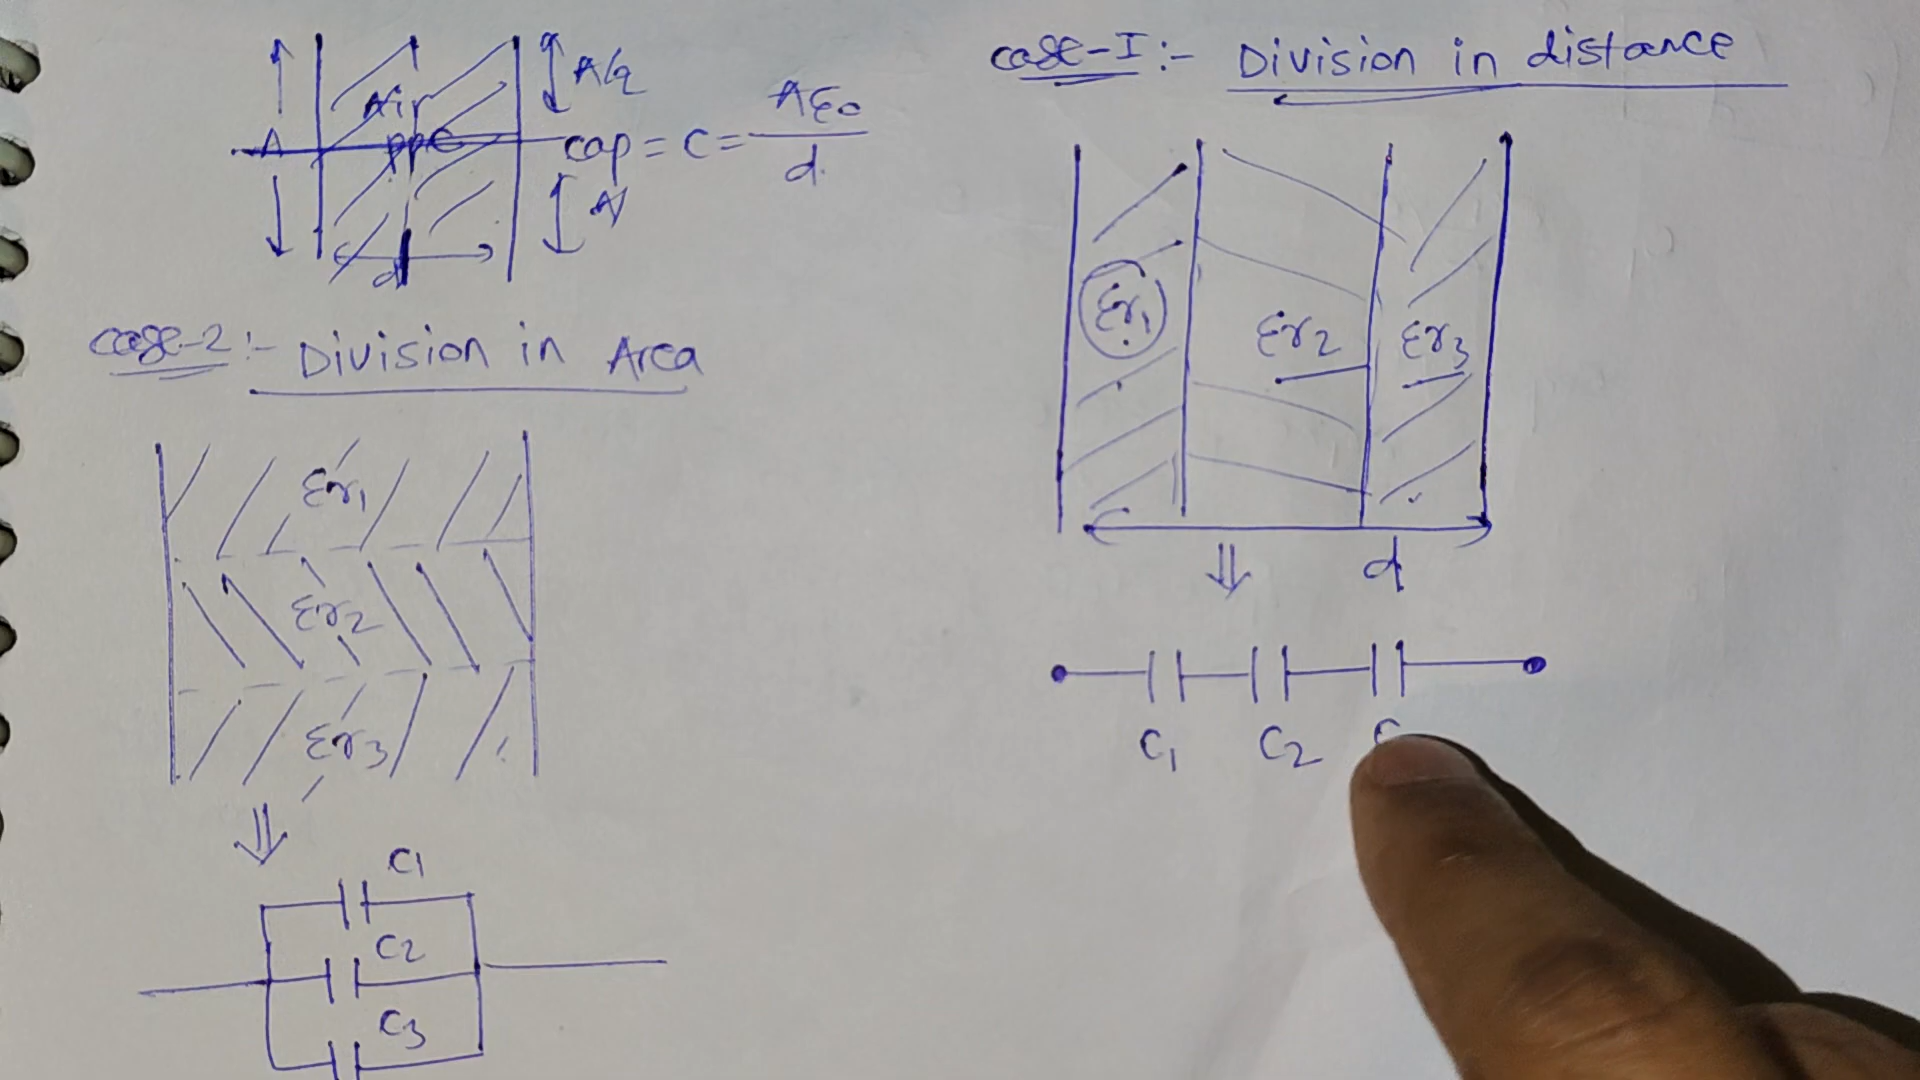 A
Air
PPC
d
A/2
cap = C = Aε₀/d
A/
case-2:- Division in Area
εr₁
εr₂
εr₃
⇓
C₁
C₂
C₃
case-I:- Division in distance
εr₁
εr₂
εr₃
d
⇓
C₁ C₂ C